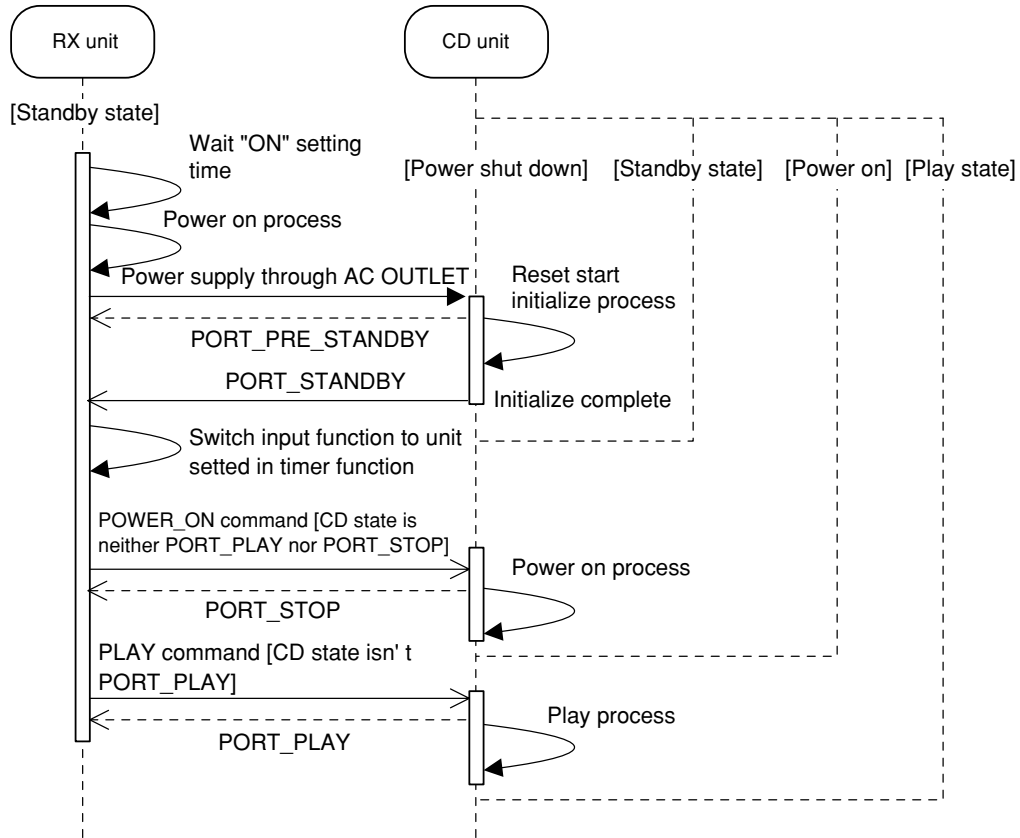 RX unit
CD unit
[Standby state]
Wait "ON" setting
time
[Power shut down]
[Standby state]
[Power on]
[Play state]
Power on process
Power supply through AC OUTLET
Reset start
initialize process
PORT_PRE_STANDBY
PORT_STANDBY
Initialize complete
Switch input function to unit
setted in timer function
POWER_ON command [CD state is
neither PORT_PLAY nor PORT_STOP]
Power on process
PORT_STOP
PLAY command [CD state isn' t
PORT_PLAY]
Play process
PORT_PLAY